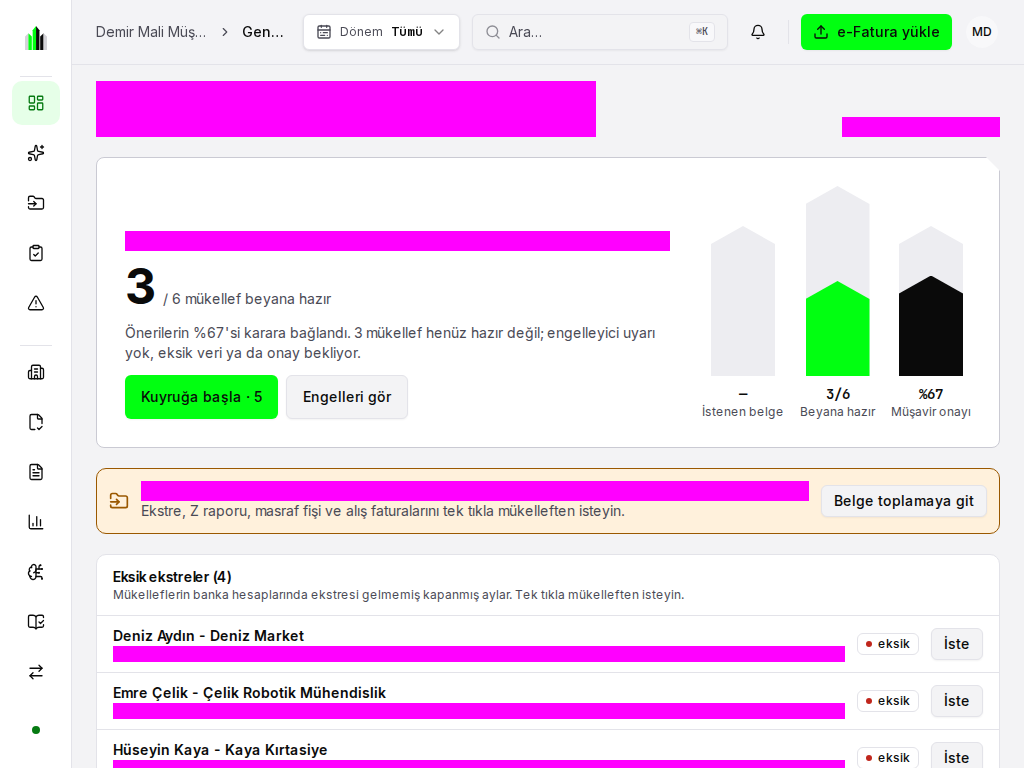 Demir Mali Müş… > Gen…
Dönem Tümü
Ara…
⌘K
e-Fatura yükle
MD
3 / 6 mükellef beyana hazır
Önerilerin %67'si karara bağlandı. 3 mükellef henüz hazır değil; engelleyici uyarı
yok, eksik veri ya da onay bekliyor.
Kuyruğa başla · 5
Engelleri gör
–
İstenen belge
3/6
Beyana hazır
%67
Müşavir onayı
Ekstre, Z raporu, masraf fişi ve alış faturalarını tek tıkla mükelleften isteyin.
Belge toplamaya git
Eksik ekstreler (4)
Mükelleflerin banka hesaplarında ekstresi gelmemiş kapanmış aylar. Tek tıkla mükelleften isteyin.
Deniz Aydın - Deniz Market
eksik
İste
Emre Çelik - Çelik Robotik Mühendislik
eksik
İste
Hüseyin Kaya - Kaya Kırtasiye
eksik
İste